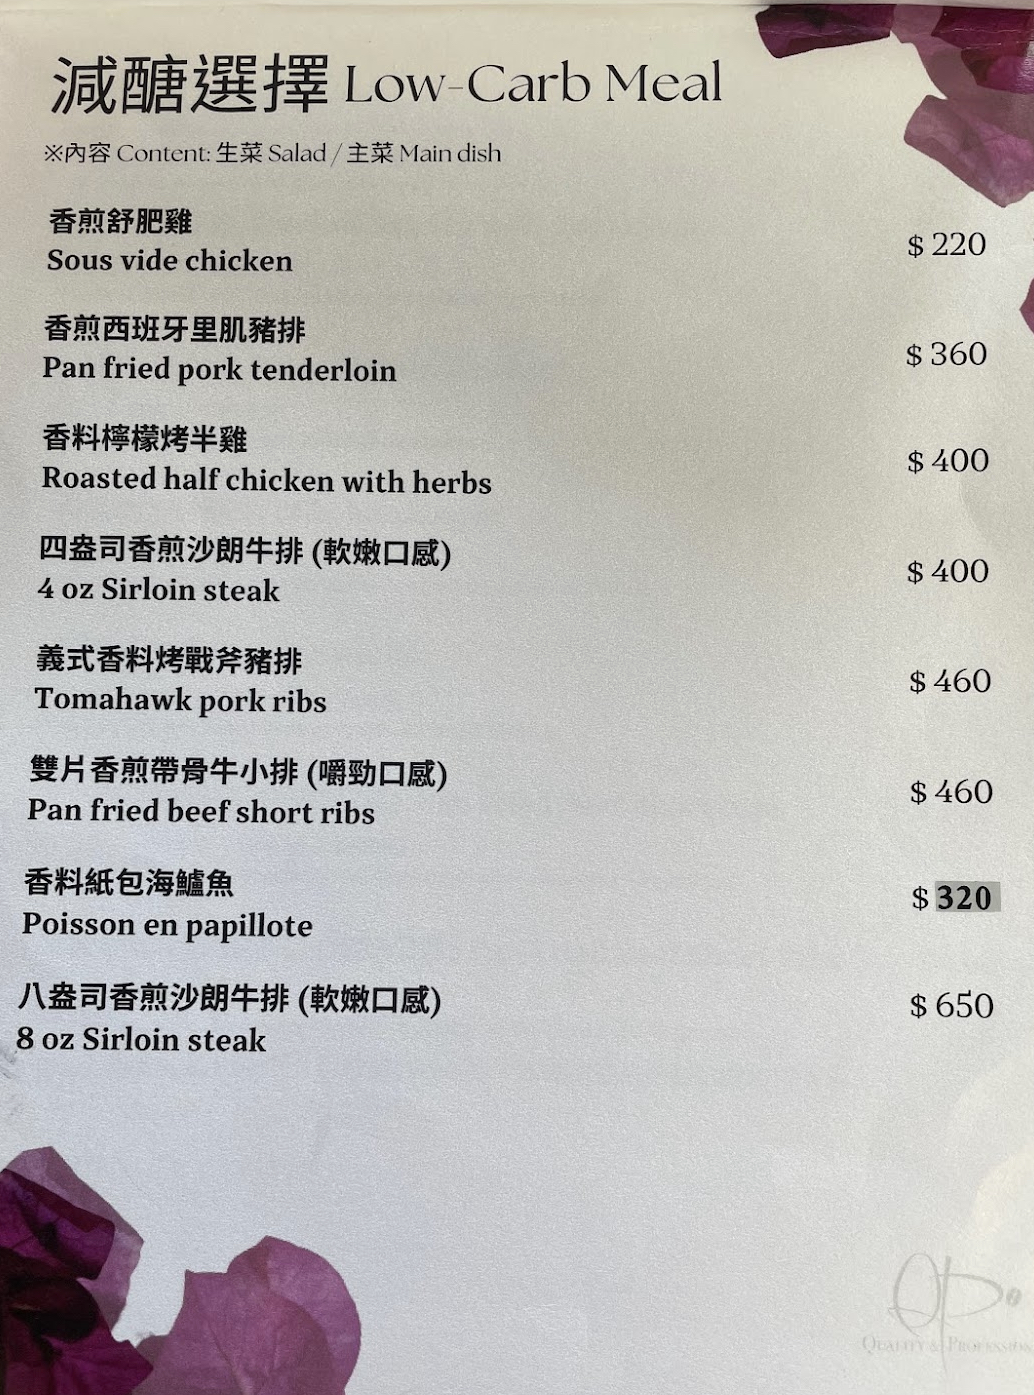 減醣選擇 Low-Carb Meal
※內容 Content: 生菜 Salad / 主菜 Main dish
香煎舒肥雞
Sous vide chicken
$ 220
香煎西班牙里肌豬排
Pan fried pork tenderloin
$ 360
香料檸檬烤半雞
Roasted half chicken with herbs
$ 400
四盎司香煎沙朗牛排 (軟嫩口感)
4 oz Sirloin steak
$ 400
義式香料烤戰斧豬排
Tomahawk pork ribs
$ 460
雙片香煎帶骨牛小排 (嚼勁口感)
Pan fried beef short ribs
$ 460
香料紙包海鱸魚
Poisson en papillote
$ 320
八盎司香煎沙朗牛排 (軟嫩口感)
8 oz Sirloin steak
$ 650
QUALITY & PROFESSION